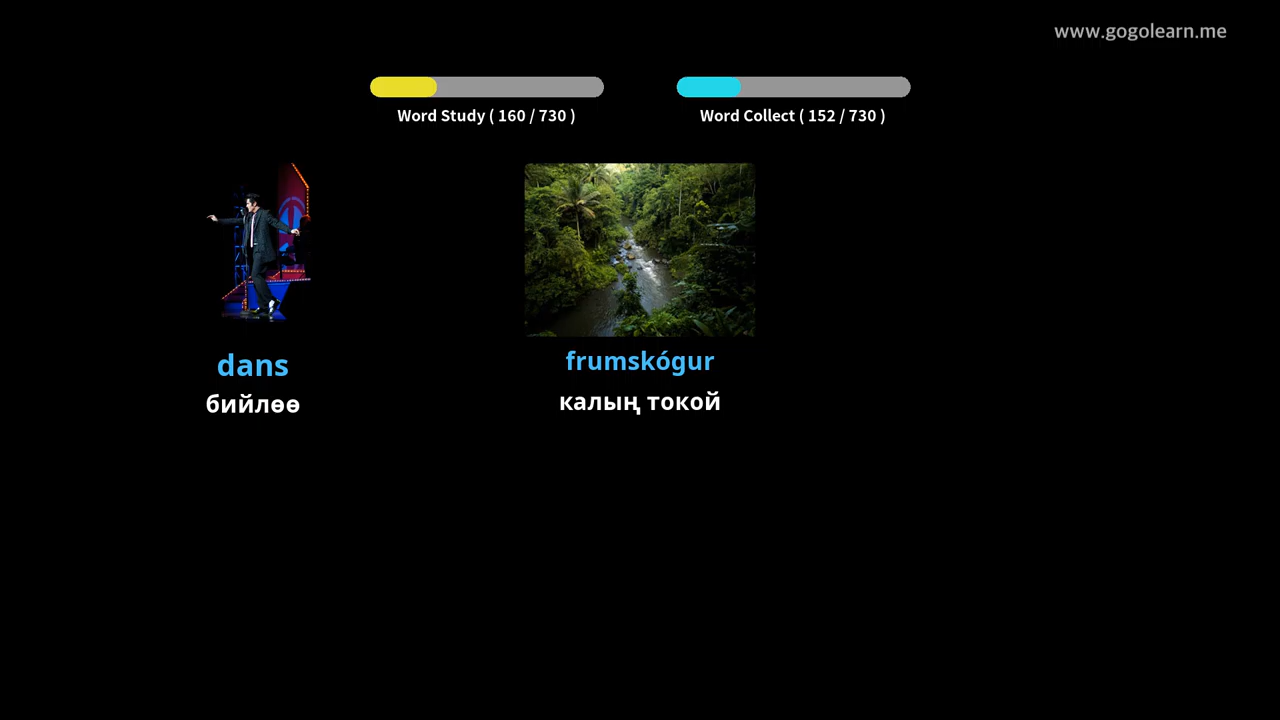 www.gogolearn.me
Word Study ( 160 / 730 )
Word Collect ( 152 / 730 )
dans
бийлөө
frumskógur
калың токой